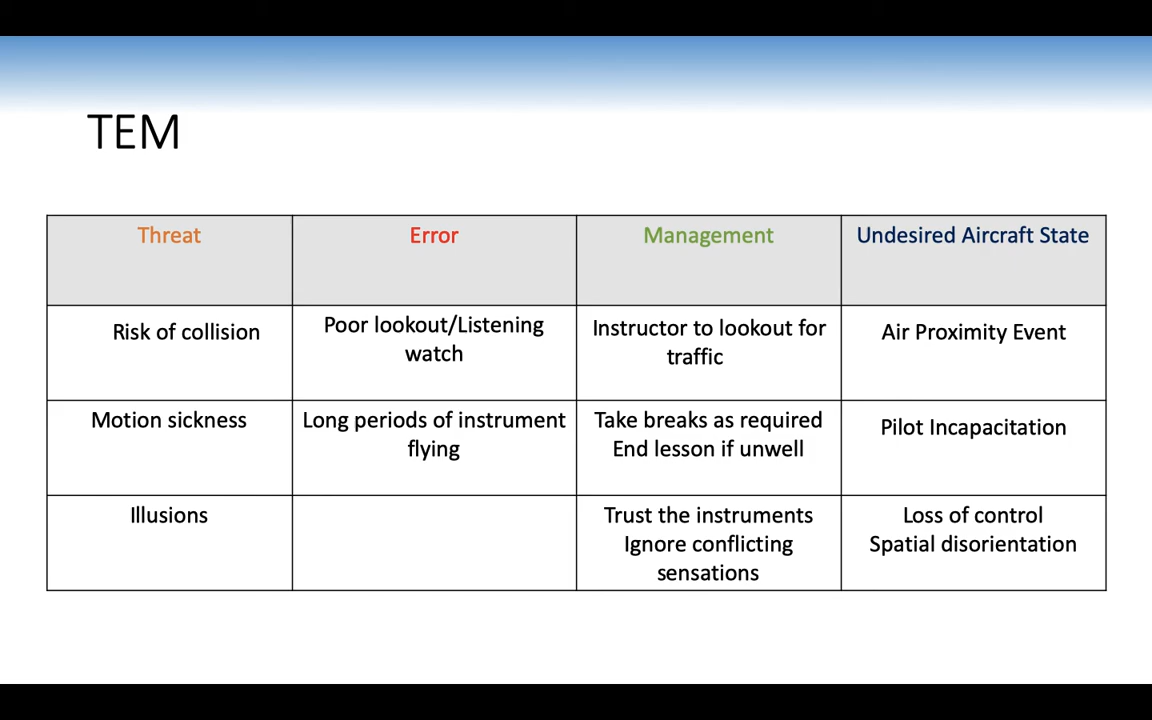 TEM
Threat
Error
Management
Undesired Aircraft State
Risk of collision
Poor lookout/Listening
watch
Instructor to lookout for
traffic
Air Proximity Event
Motion sickness
Long periods of instrument
flying
Take breaks as required
End lesson if unwell
Pilot Incapacitation
Illusions
Trust the instruments
Ignore conflicting
sensations
Loss of control
Spatial disorientation